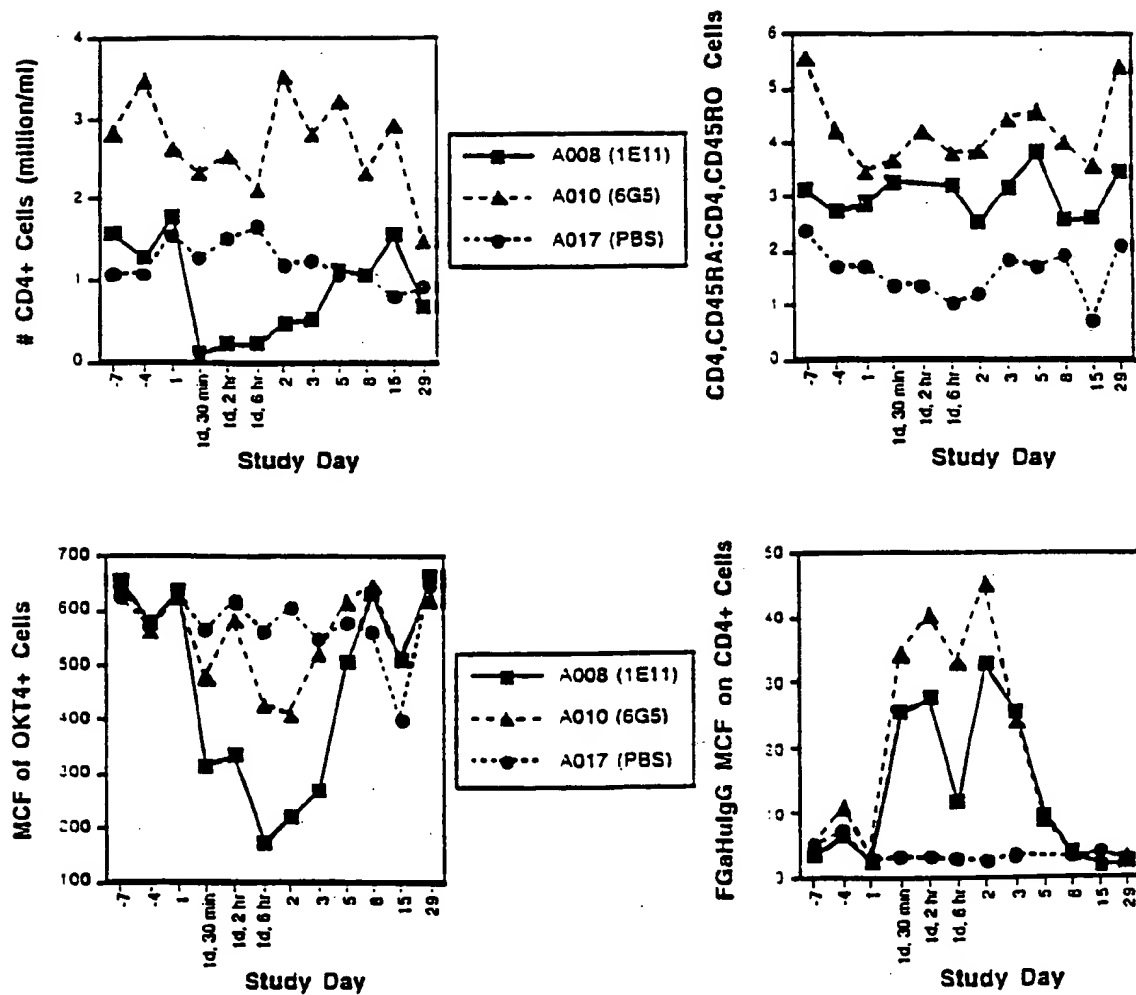 # CD4+ Cells (million/ml)
4
3
2
1
0
-7
-4
1
1d, 30 min
1d, 2 hr
1d, 6 hr
2
3
5
8
15
29
Study Day
A008 (1E11)
A010 (6G5)
A017 (PBS)
CD4,CD45RA:CD4,CD45RO Cells
6
5
4
3
2
1
0
-7
-4
1
1d, 30 min
1d, 2 hr
1d, 6 hr
2
3
5
8
15
29
Study Day
MCF of OKT4+ Cells
700
600
500
400
300
200
100
-7
-4
1
1d, 30 min
1d, 2 hr
1d, 6 hr
2
3
5
8
15
29
Study Day
A008 (1E11)
A010 (6G5)
A017 (PBS)
FGaHuIgG MCF on CD4+ Cells
50
40
30
20
10
0
-7
-4
1
1d, 30 min
1d, 2 hr
1d, 6 hr
2
3
5
8
15
29
Study Day